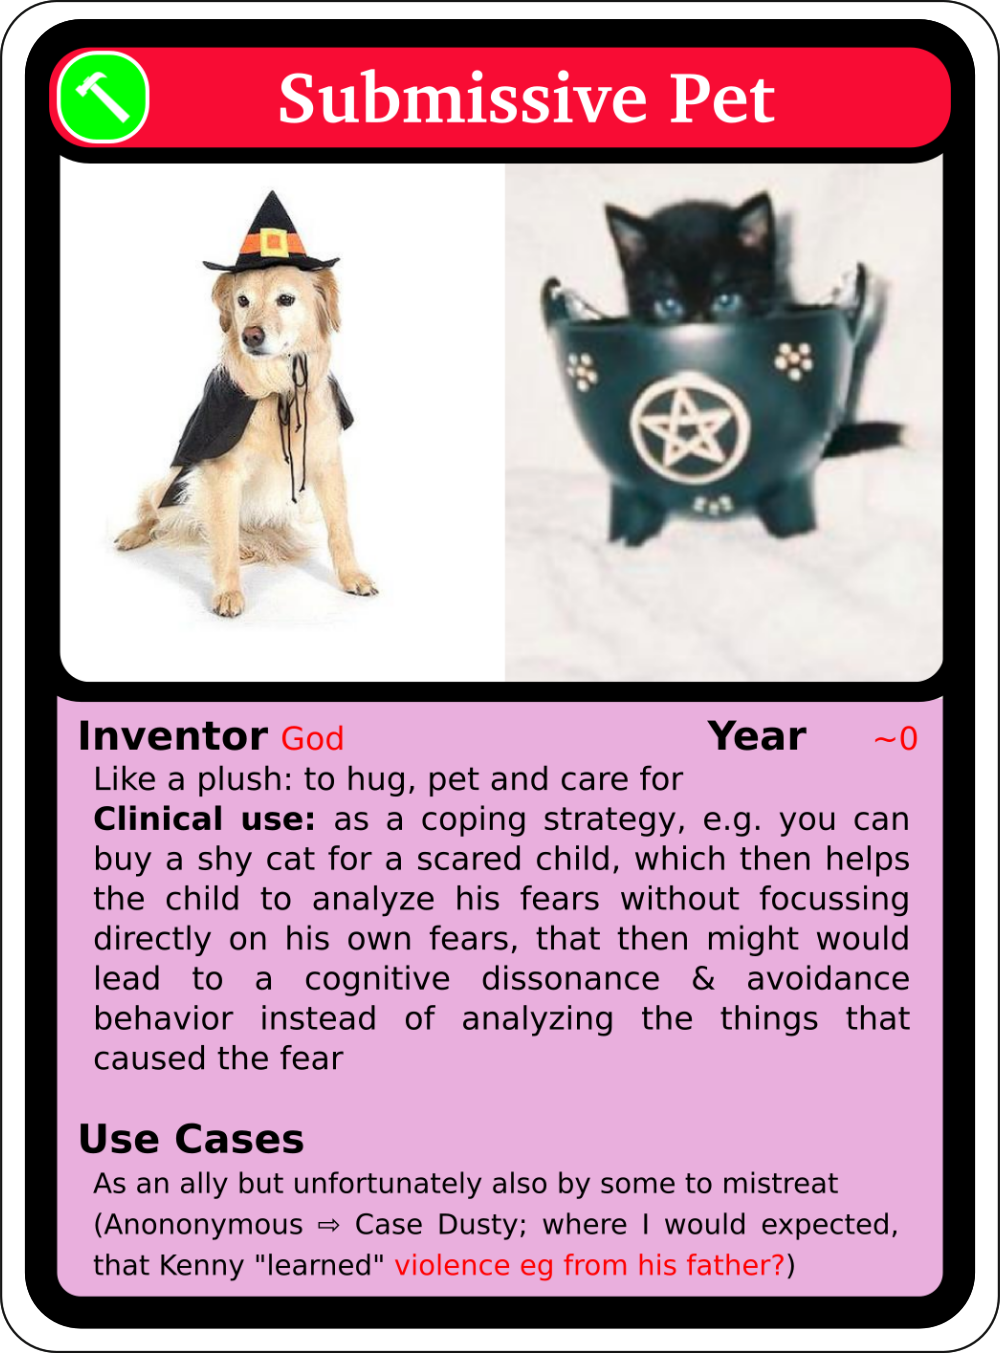 Submissive Pet
Inventor God Year ~0
Like a plush: to hug, pet and care for
Clinical use: as a coping strategy, e.g. you can
buy a shy cat for a scared child, which then helps
the child to analyze his fears without focussing
directly on his own fears, that then might would
lead to a cognitive dissonance & avoidance
behavior instead of analyzing the things that
caused the fear
Use Cases
As an ally but unfortunately also by some to mistreat
(Anononymous ⇨ Case Dusty; where I would expected,
that Kenny "learned" violence eg from his father?)